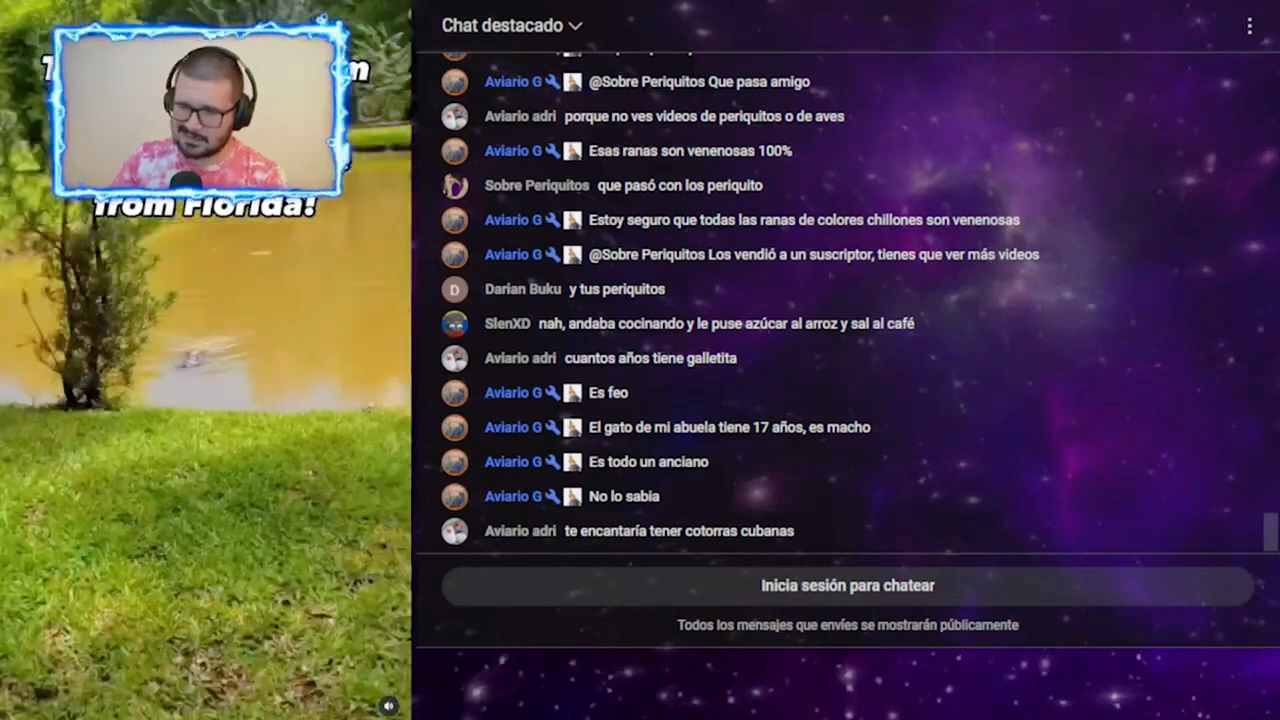 from Florida!
Chat destacado
Aviario G @Sobre Periquitos Que pasa amigo
Aviario adri porque no ves videos de periquitos o de aves
Aviario G Esas ranas son venenosas 100%
Sobre Periquitos que pasó con los periquito
Aviario G Estoy seguro que todas las ranas de colores chillones son venenosas
Aviario G @Sobre Periquitos Los vendió a un suscriptor, tienes que ver más videos
D Darian Buku y tus periquitos
SlenXD nah, andaba cocinando y le puse azúcar al arroz y sal al café
Aviario adri cuantos años tiene galletita
Aviario G Es feo
Aviario G El gato de mi abuela tiene 17 años, es macho
Aviario G Es todo un anciano
Aviario G No lo sabia
Aviario adri te encantaría tener cotorras cubanas
Inicia sesión para chatear
Todos los mensajes que envíes se mostrarán públicamente